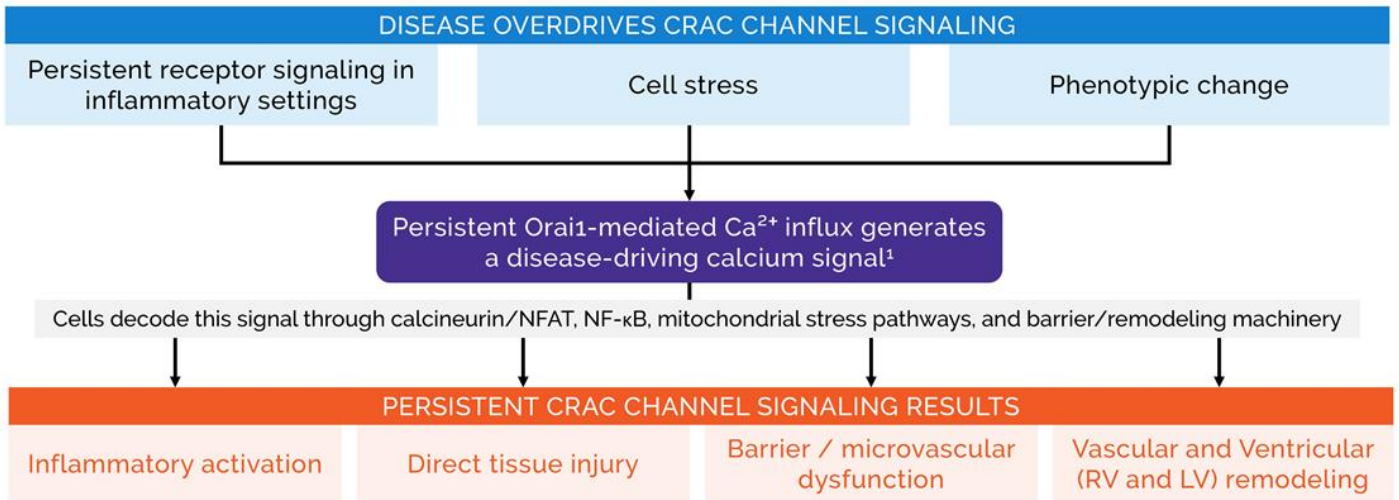 DISEASE OVERDRIVES CRAC CHANNEL SIGNALING
Persistent receptor signaling in
inflammatory settings
Cell stress
Phenotypic change
Persistent Orai1-mediated Ca²⁺ influx generates
a disease-driving calcium signal¹
Cells decode this signal through calcineurin/NFAT, NF-κB, mitochondrial stress pathways, and barrier/remodeling machinery
PERSISTENT CRAC CHANNEL SIGNALING RESULTS
Inflammatory activation
Direct tissue injury
Barrier / microvascular
dysfunction
Vascular and Ventricular
(RV and LV) remodeling